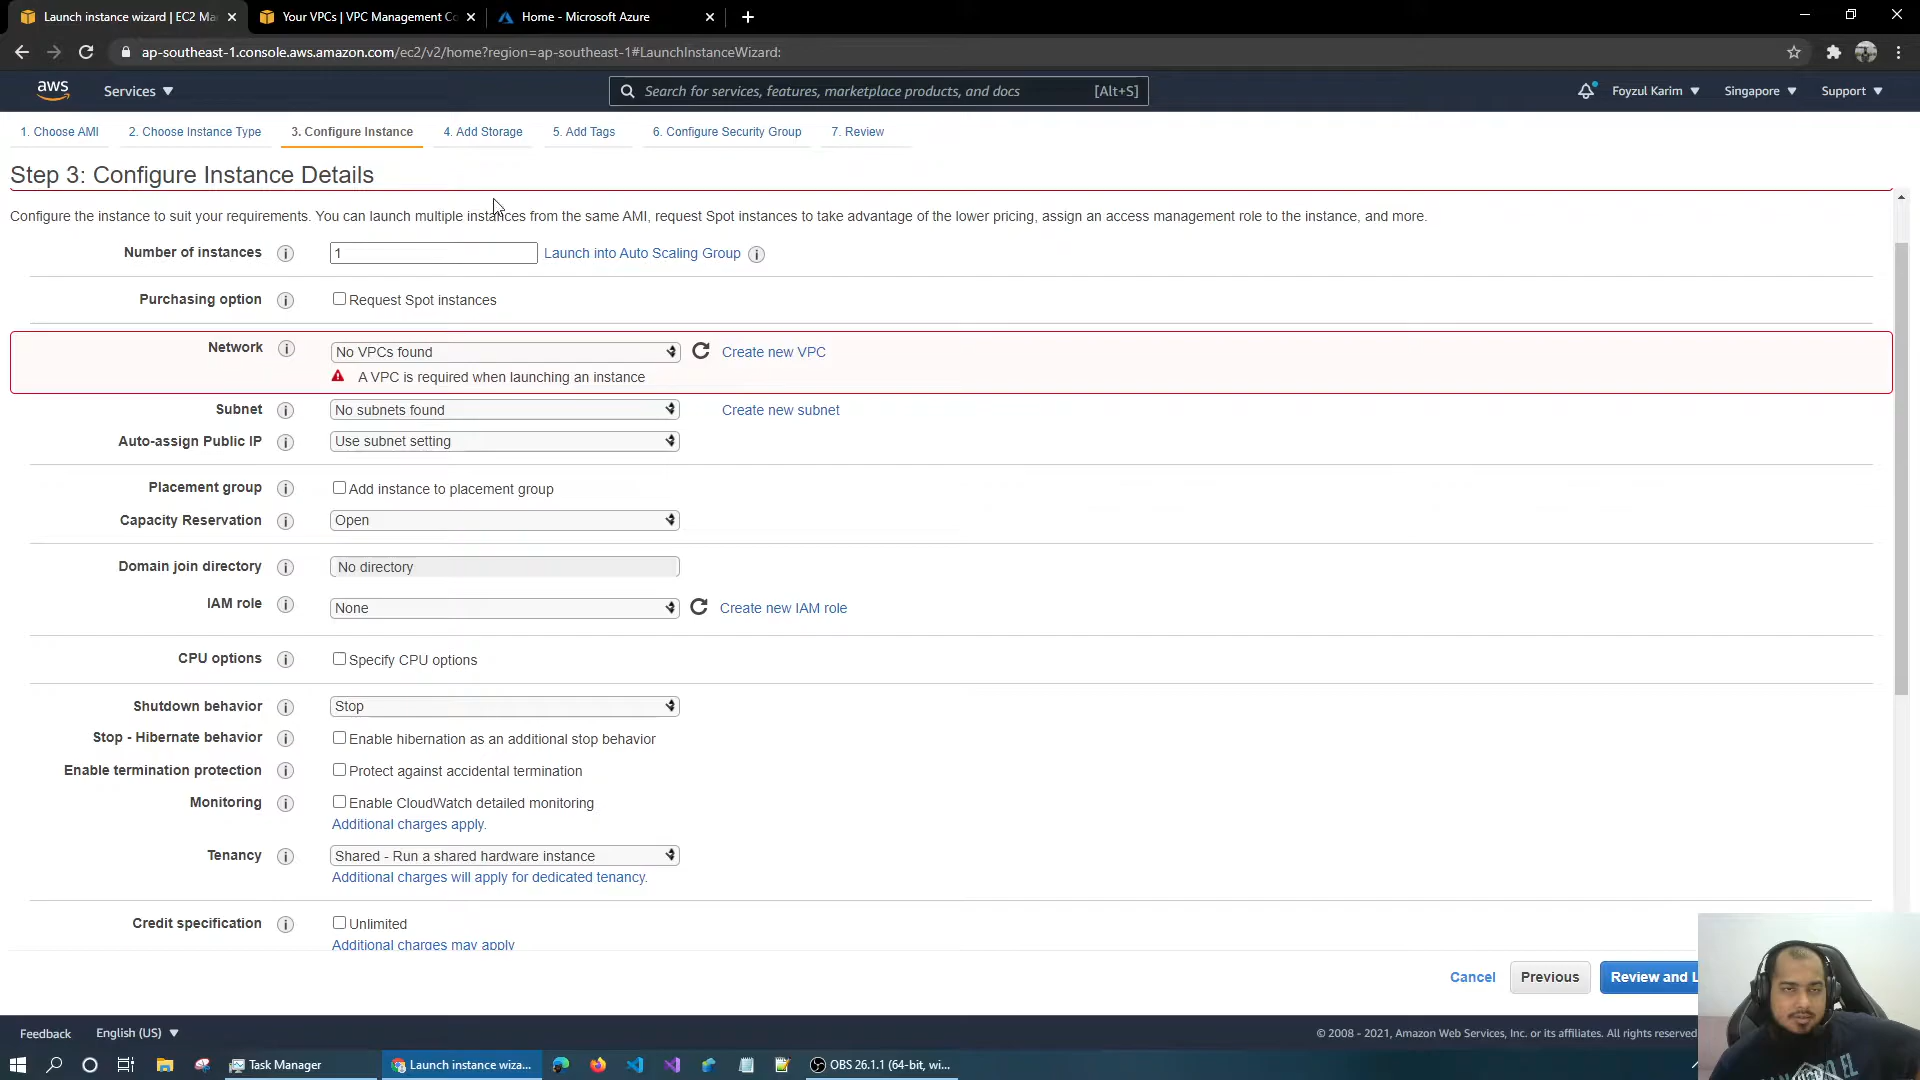 Launch instance wizard | EC2 Ma
Your VPCs | VPC Management Co
Home - Microsoft Azure
ap-southeast-1.console.aws.amazon.com/ec2/v2/home?region=ap-southeast-1#LaunchInstanceWizard:
aws
Services
Search for services, features, marketplace products, and docs
[Alt+S]
Foyzul Karim
Singapore
Support
1. Choose AMI
2. Choose Instance Type
3. Configure Instance
4. Add Storage
5. Add Tags
6. Configure Security Group
7. Review
Step 3: Configure Instance Details
Configure the instance to suit your requirements. You can launch multiple instances from the same AMI, request Spot instances to take advantage of the lower pricing, assign an access management role to the instance, and more.
Number of instances
1
Launch into Auto Scaling Group
Purchasing option
Request Spot instances
Network
No VPCs found
Create new VPC
A VPC is required when launching an instance
Subnet
No subnets found
Create new subnet
Auto-assign Public IP
Use subnet setting
Placement group
Add instance to placement group
Capacity Reservation
Open
Domain join directory
No directory
IAM role
None
Create new IAM role
CPU options
Specify CPU options
Shutdown behavior
Stop
Stop - Hibernate behavior
Enable hibernation as an additional stop behavior
Enable termination protection
Protect against accidental termination
Monitoring
Enable CloudWatch detailed monitoring
Additional charges apply.
Tenancy
Shared - Run a shared hardware instance
Additional charges will apply for dedicated tenancy.
Credit specification
Unlimited
Additional charges may apply
Cancel
Previous
Review and L
Feedback
English (US)
© 2008 - 2021, Amazon Web Services, Inc. or its affiliates. All rights reserved
Task Manager
Launch instance wiza...
OBS 26.1.1 (64-bit, wi...